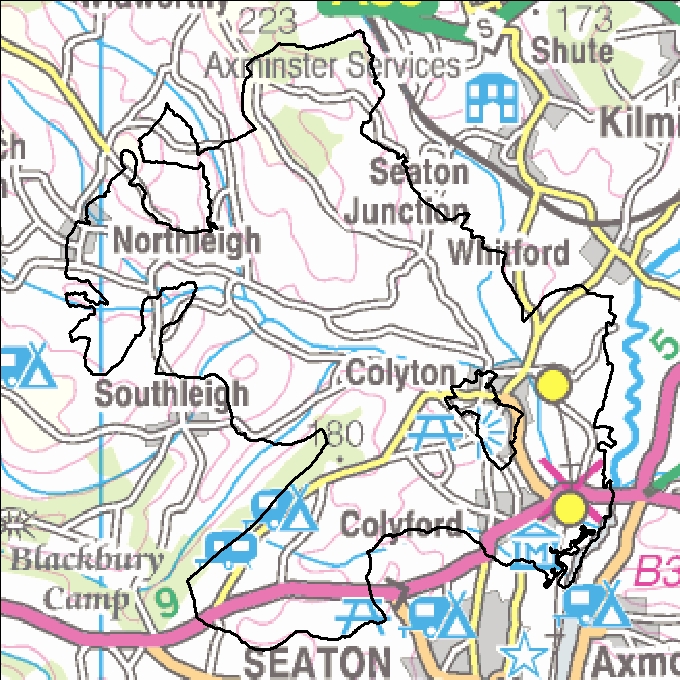 223
173
S
Shute
Axminster Services
Kilmi
ch
Seaton
Junction
Northleigh
Whitford
5
Colyton
Southleigh
180
Colyford
Blackbury
Camp
9
B3
SEATON
Axmo